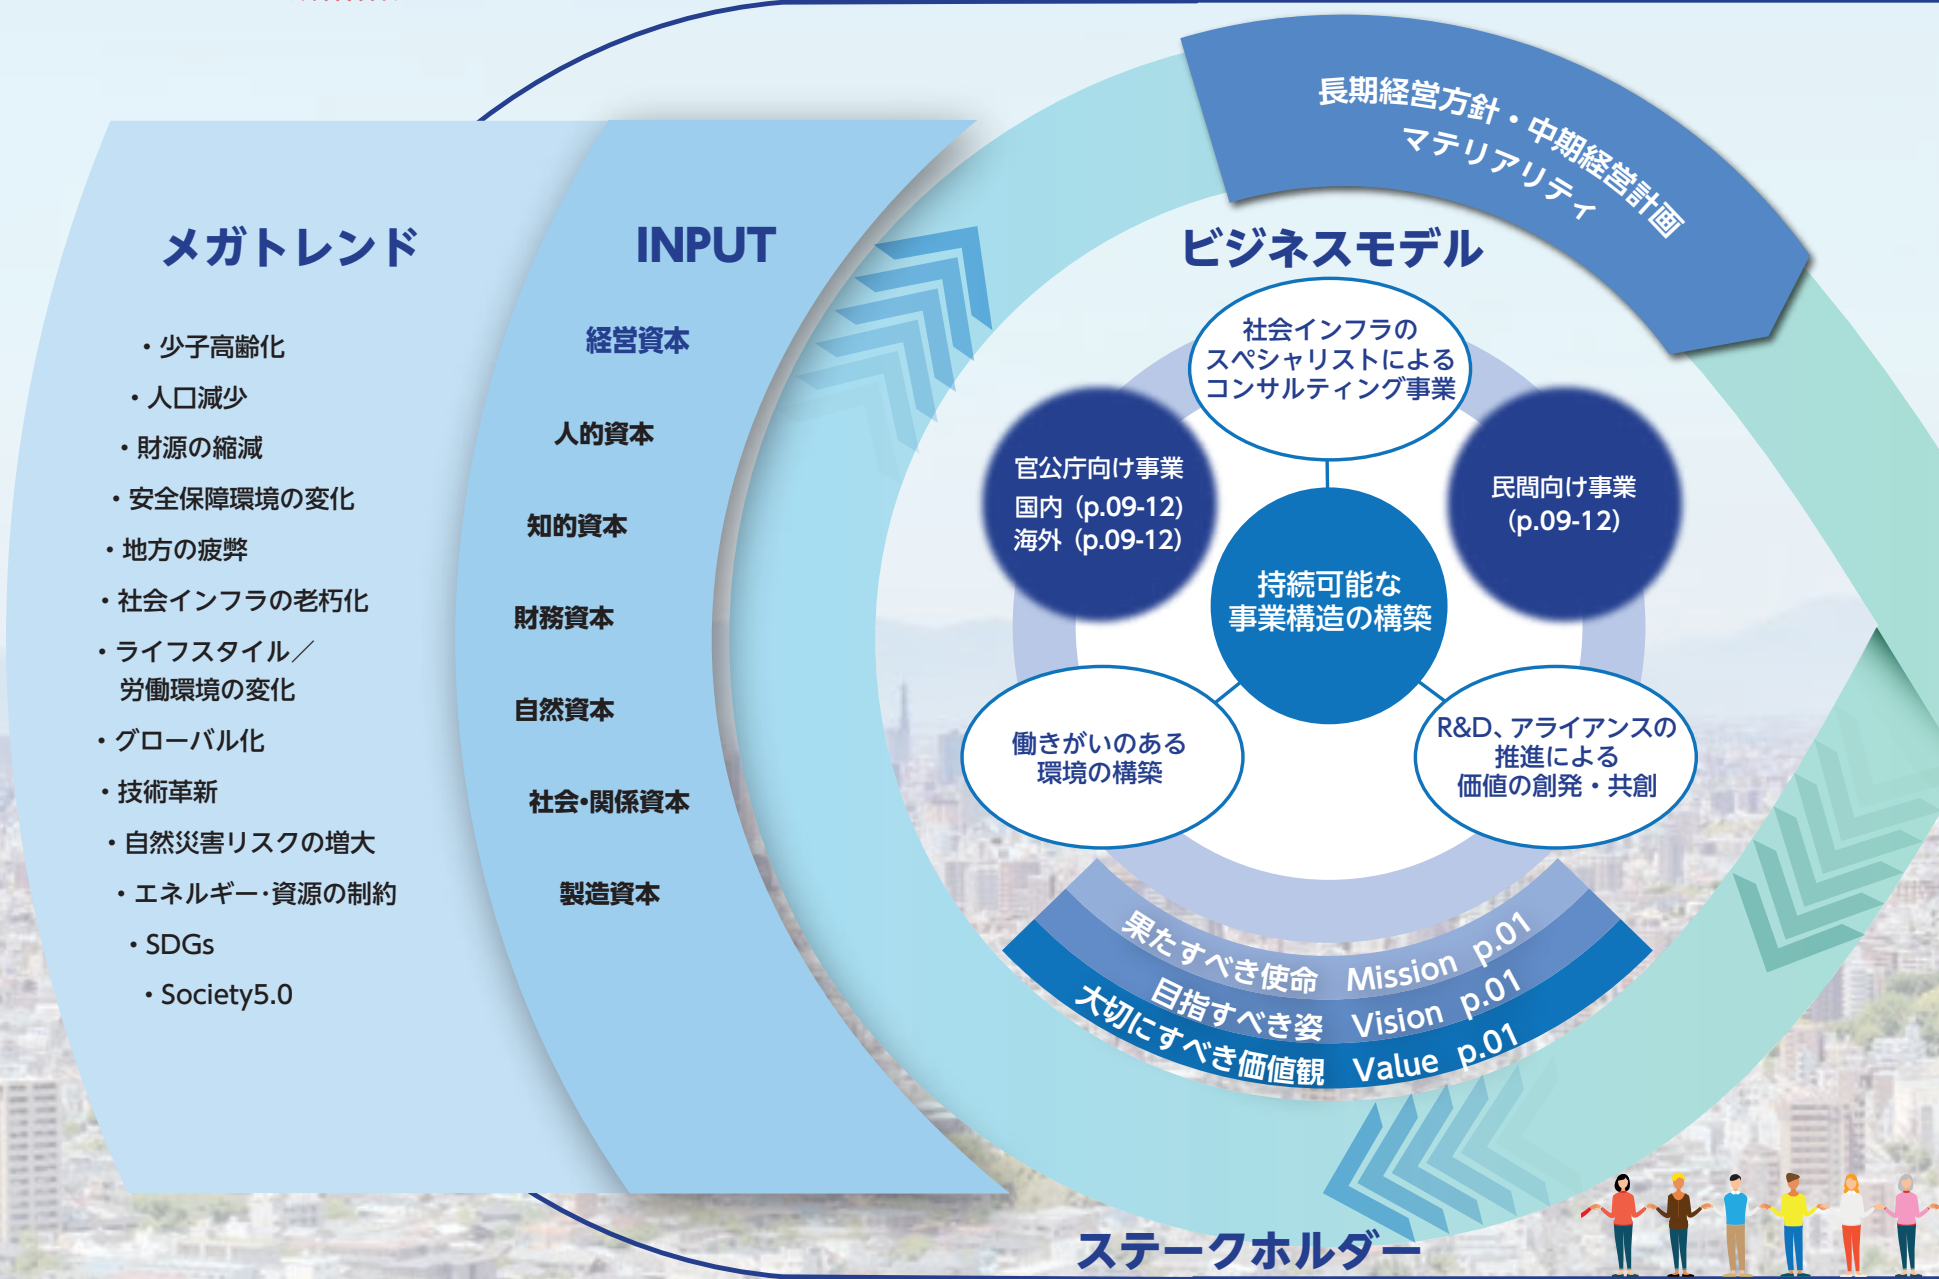 長期経営方針・中期経営計画
マテリアリティ
メガトレンド
・少子高齢化
・人口減少
・財源の縮減
・安全保障環境の変化
・地方の疲弊
・社会インフラの老朽化
・ライフスタイル／
労働環境の変化
・グローバル化
・技術革新
・自然災害リスクの増大
・エネルギー・資源の制約
・SDGs
・Society5.0
INPUT
経営資本
人的資本
知的資本
財務資本
自然資本
社会・関係資本
製造資本
ビジネスモデル
社会インフラの
スペシャリストによる
コンサルティング事業
官公庁向け事業
国内（p.09-12）
海外（p.09-12）
民間向け事業
（p.09-12）
持続可能な
事業構造の構築
働きがいのある
環境の構築
R&D、アライアンスの
推進による
価値の創発・共創
果たすべき使命 Mission p.01
目指すべき姿 Vision p.01
大切にすべき価値観 Value p.01
ステークホルダー